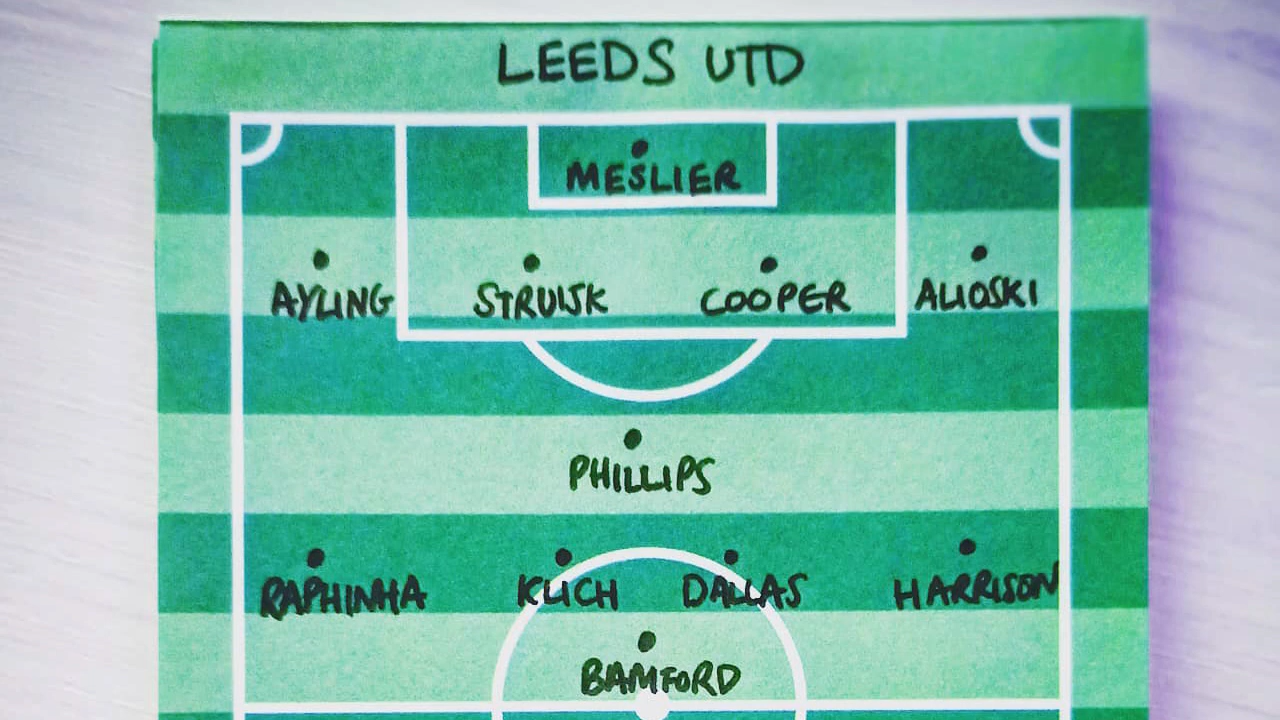 LEEDS UTD
MESLIER
AYLING STRUIJK COOPER ALIOSKI
PHILLIPS
RAPHINHA KLICH DALLAS HARRISON
BAMFORD